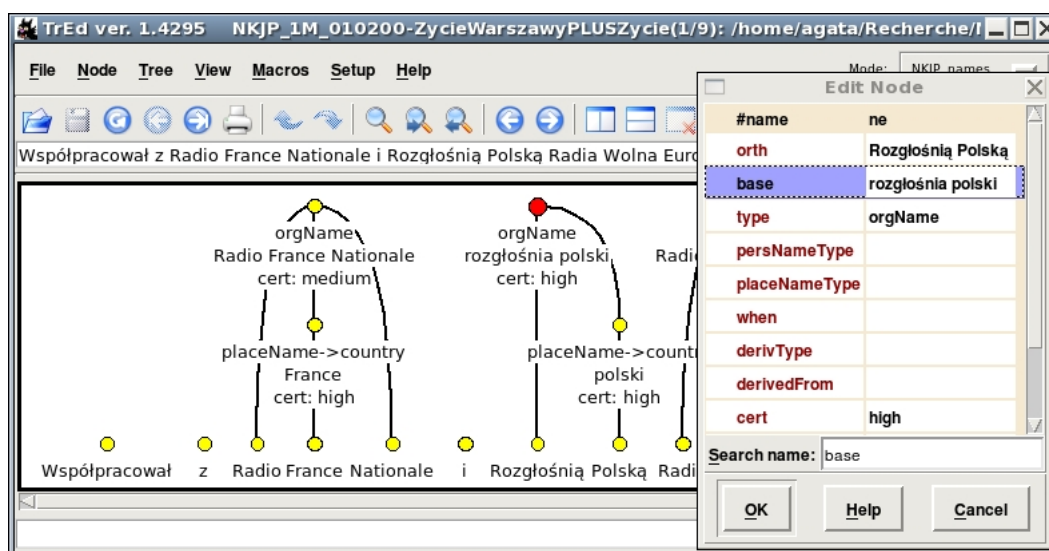 TrEd ver. 1.4295 NKJP_1M_010200-ZycieWarszawyPLUSZycie(1/9): /home/agata/Recherche/
File Node Tree View Macros Setup Help
Mode: NKJP_names
Współpracował z Radio France Nationale i Rozgłośnią Polską Radia Wolna Euro
orgName
Radio France Nationale
cert: medium
orgName
rozgłośnia polski
cert: high
Radi
placeName->country
France
cert: high
placeName->countr
polski
cert: high
Współpracował z Radio France Nationale i Rozgłośnią Polską Radi
Edit Node
#name ne
orth Rozgłośnią Polską
base rozgłośnia polski
type orgName
persNameType
placeNameType
when
derivType
derivedFrom
cert high
Search name: base
OK Help Cancel